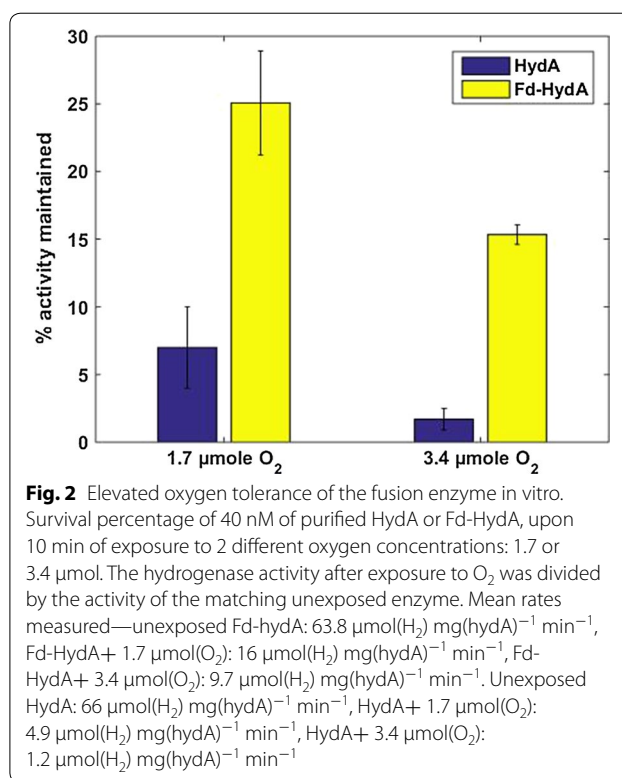 30
25
20
15
10
5
0
% activity maintained
HydA
Fd-HydA
1.7 µmole O₂
3.4 µmole O₂
Fig. 2 Elevated oxygen tolerance of the fusion enzyme in vitro.
Survival percentage of 40 nM of purified HydA or Fd-HydA, upon
10 min of exposure to 2 different oxygen concentrations: 1.7 or
3.4 µmol. The hydrogenase activity after exposure to O₂ was divided
by the activity of the matching unexposed enzyme. Mean rates
measured—unexposed Fd-hydA: 63.8 µmol(H₂) mg(hydA)⁻¹ min⁻¹,
Fd-HydA+ 1.7 µmol(O₂): 16 µmol(H₂) mg(hydA)⁻¹ min⁻¹, Fd-
HydA+ 3.4 µmol(O₂): 9.7 µmol(H₂) mg(hydA)⁻¹ min⁻¹. Unexposed
HydA: 66 µmol(H₂) mg(hydA)⁻¹ min⁻¹, HydA+ 1.7 µmol(O₂):
4.9 µmol(H₂) mg(hydA)⁻¹ min⁻¹, HydA+ 3.4 µmol(O₂):
1.2 µmol(H₂) mg(hydA)⁻¹ min⁻¹